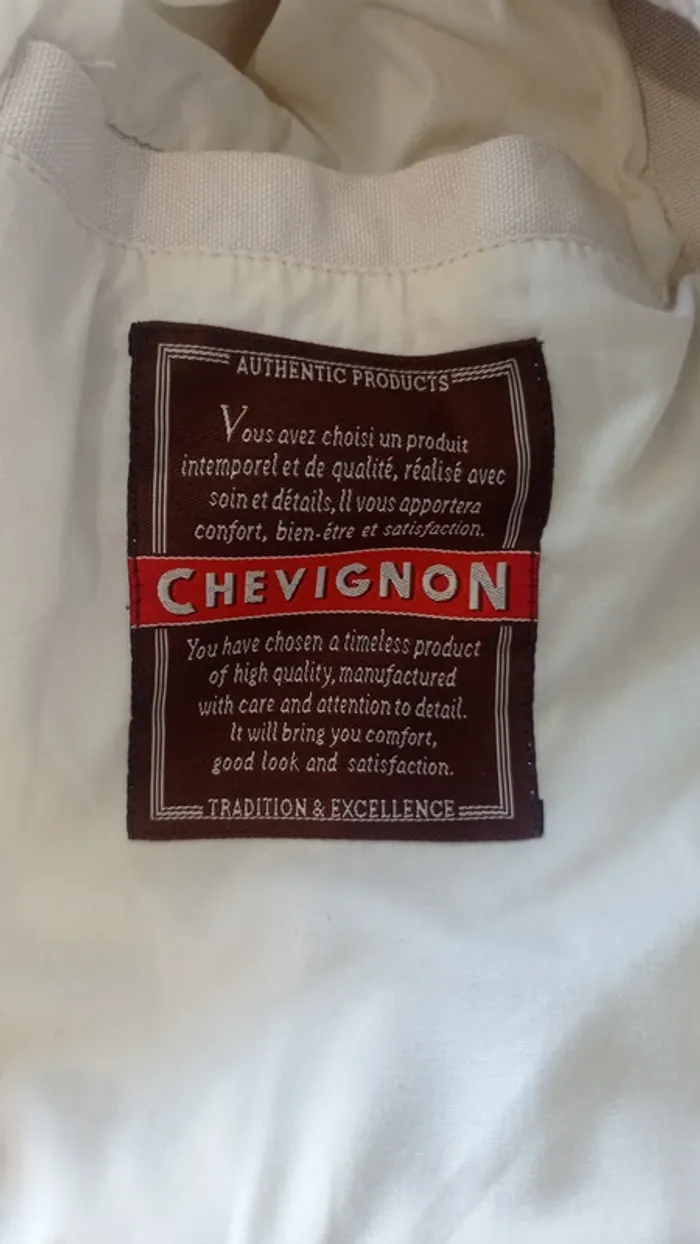 AUTHENTIC PRODUCTS
Vous avez choisi un produit
intemporel et de qualité, réalisé avec
soin et détails, Il vous apportera
confort, bien-étre et satisfaction.
CHEVIGNON
You have chosen a timeless product
of high quality, manufactured
with care and attention to detail.
It will bring you comfort,
good look and satisfaction.
TRADITION & EXCELLENCE